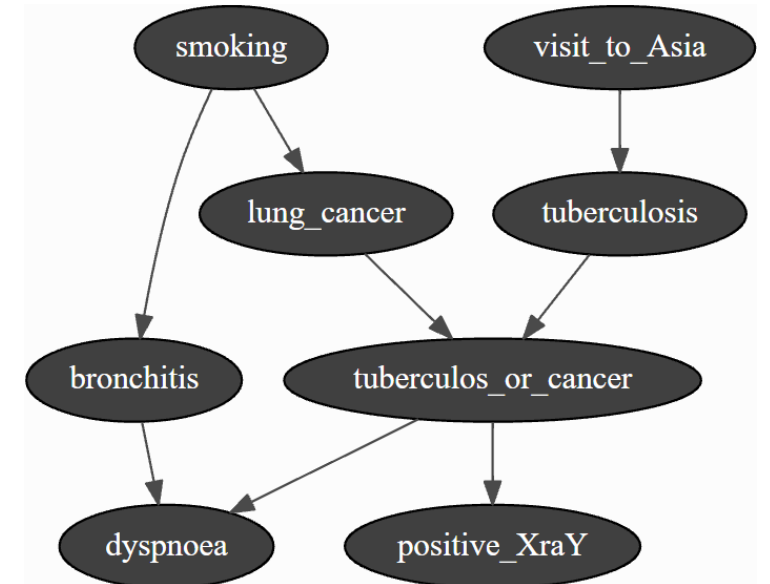 smoking
visit_to_Asia
lung_cancer
tuberculosis
bronchitis
tuberculos_or_cancer
dyspnoea
positive_XraY